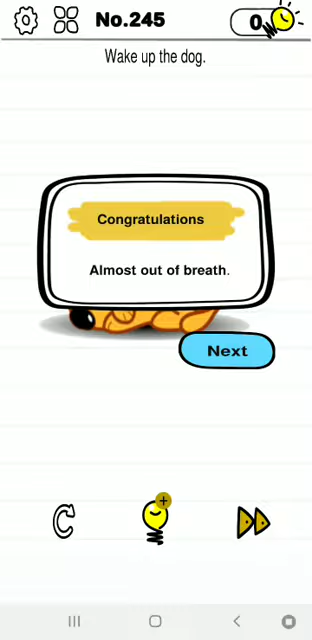 No.245
0
Wake up the dog.
Congratulations
Almost out of breath.
Next